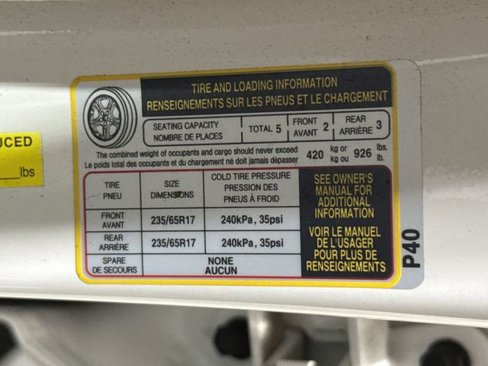 TIRE AND LOADING INFORMATION
RENSEIGNEMENTS SUR LES PNEUS ET LE CHARGEMENT
SEATING CAPACITY
NOMBRE DE PLACES
TOTAL 5
FRONT
AVANT 2
REAR
ARRIÈRE 3
The combined weight of occupants and cargo should never exceed
Le poids total des occupants et du chargement ne doit jamais dépasser
420 kg or
kg ou
926 lbs.
lb.
UCED
lbs
TIRE
PNEU
SIZE
DIMENSIONS
COLD TIRE PRESSURE
PRESSION DES
PNEUS À FROID
FRONT
AVANT
235/65R17
240kPa, 35psi
REAR
ARRIÈRE
235/65R17
240kPa, 35psi
SPARE
DE SECOURS
NONE
AUCUN
SEE OWNER'S
MANUAL FOR
ADDITIONAL
INFORMATION
VOIR LE MANUEL
DE L'USAGER
POUR PLUS DE
RENSEIGNEMENTS
P40